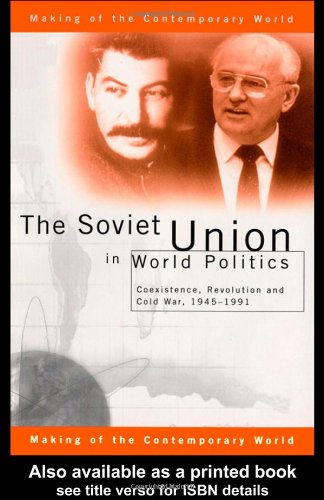 Making of the Contemporary World
The Soviet Union
in World Politics
Coexistence, Revolution and
Cold War, 1945–1991
Making of the Contemporary World
Also available as a printed book
see title verso for ISBN details